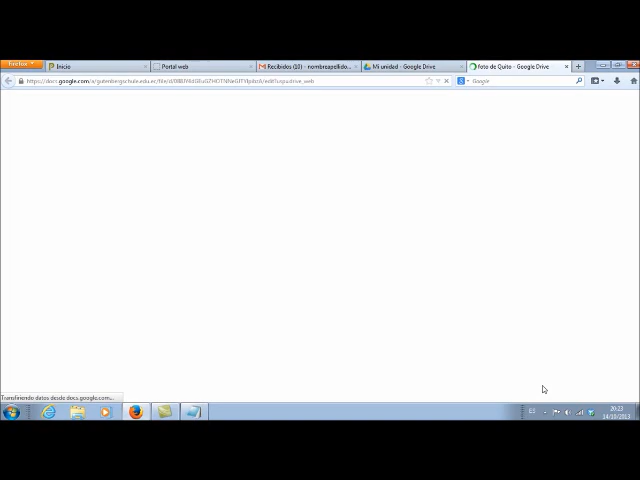 Firefox
Inicio
Portal web
Recibidos (10) - nombreapellido...
Mi unidad - Google Drive
foto de Quito - Google Drive
Google
Transfiriendo datos desde docs.google.com...
ES
20:23
14/10/2013